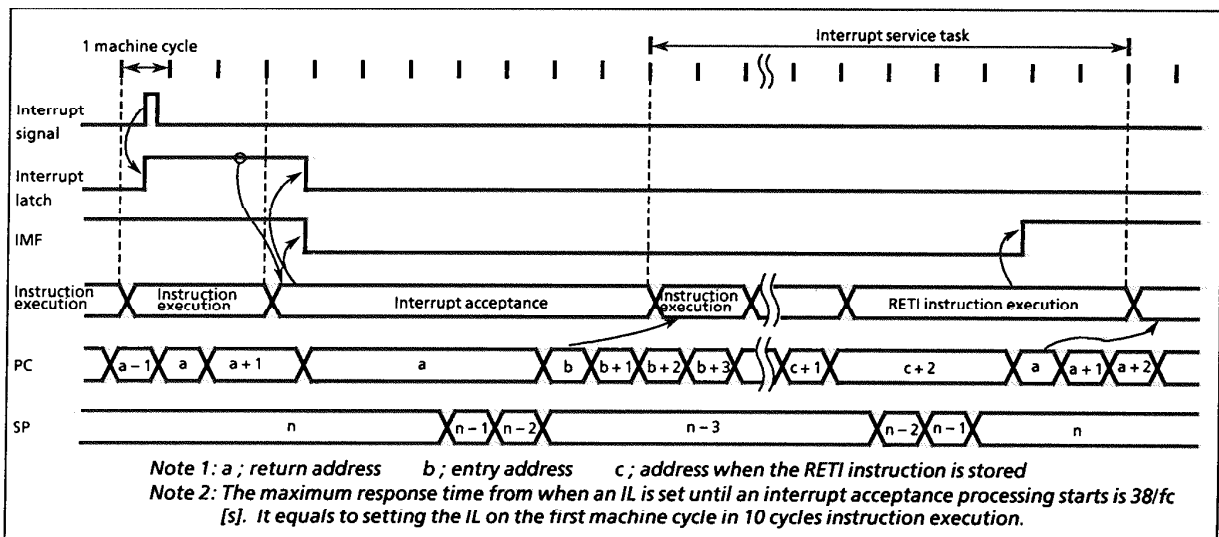 1 machine cycle
Interrupt service task
Interrupt
signal
Interrupt
latch
IMF
Instruction
execution
Instruction
execution
Interrupt acceptance
Instruction
execution
RETI instruction execution
PC
a – 1
a
a + 1
a
b
b + 1
b + 2
b + 3
c + 1
c + 2
a
a + 1
a + 2
SP
n
n – 1
n – 2
n – 3
n – 2
n – 1
n
Note 1: a ; return address b ; entry address c ; address when the RETI instruction is stored
Note 2: The maximum response time from when an IL is set until an interrupt acceptance processing starts is 38/fc
[s]. It equals to setting the IL on the first machine cycle in 10 cycles instruction execution.